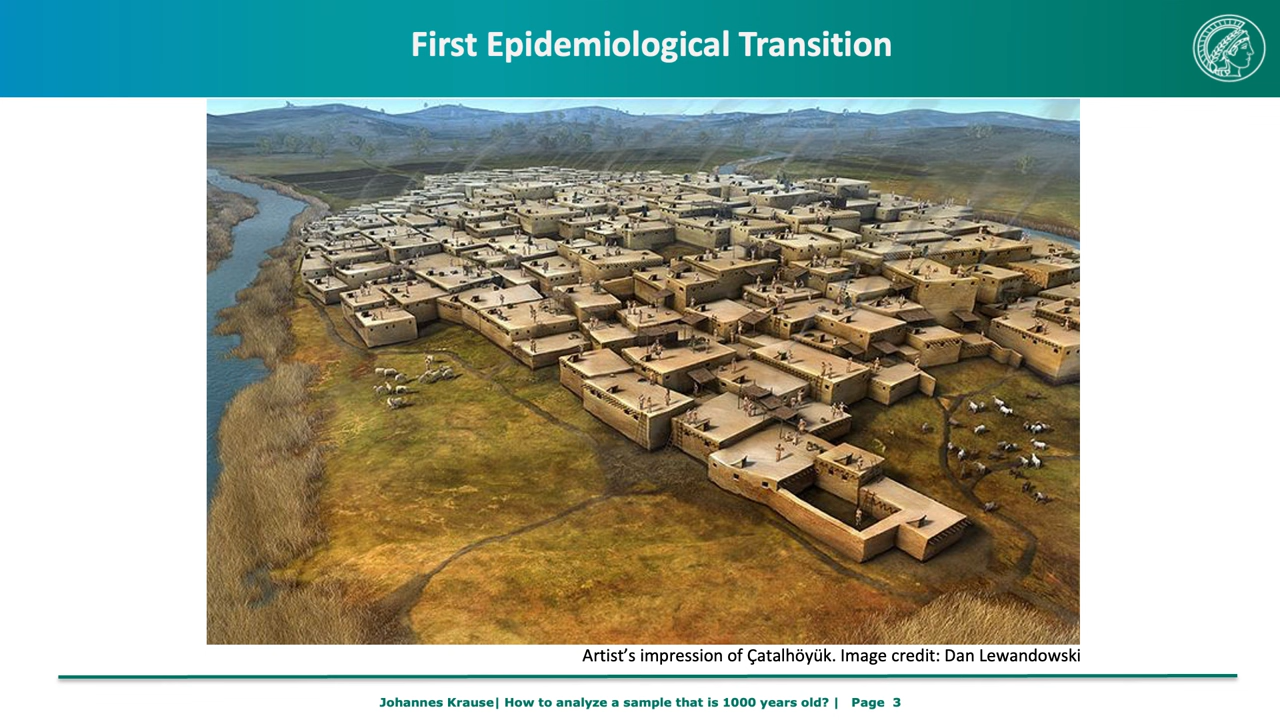 First Epidemiological Transition
Artist’s impression of Çatalhöyük. Image credit: Dan Lewandowski
Johannes Krause| How to analyze a sample that is 1000 years old? | Page 3